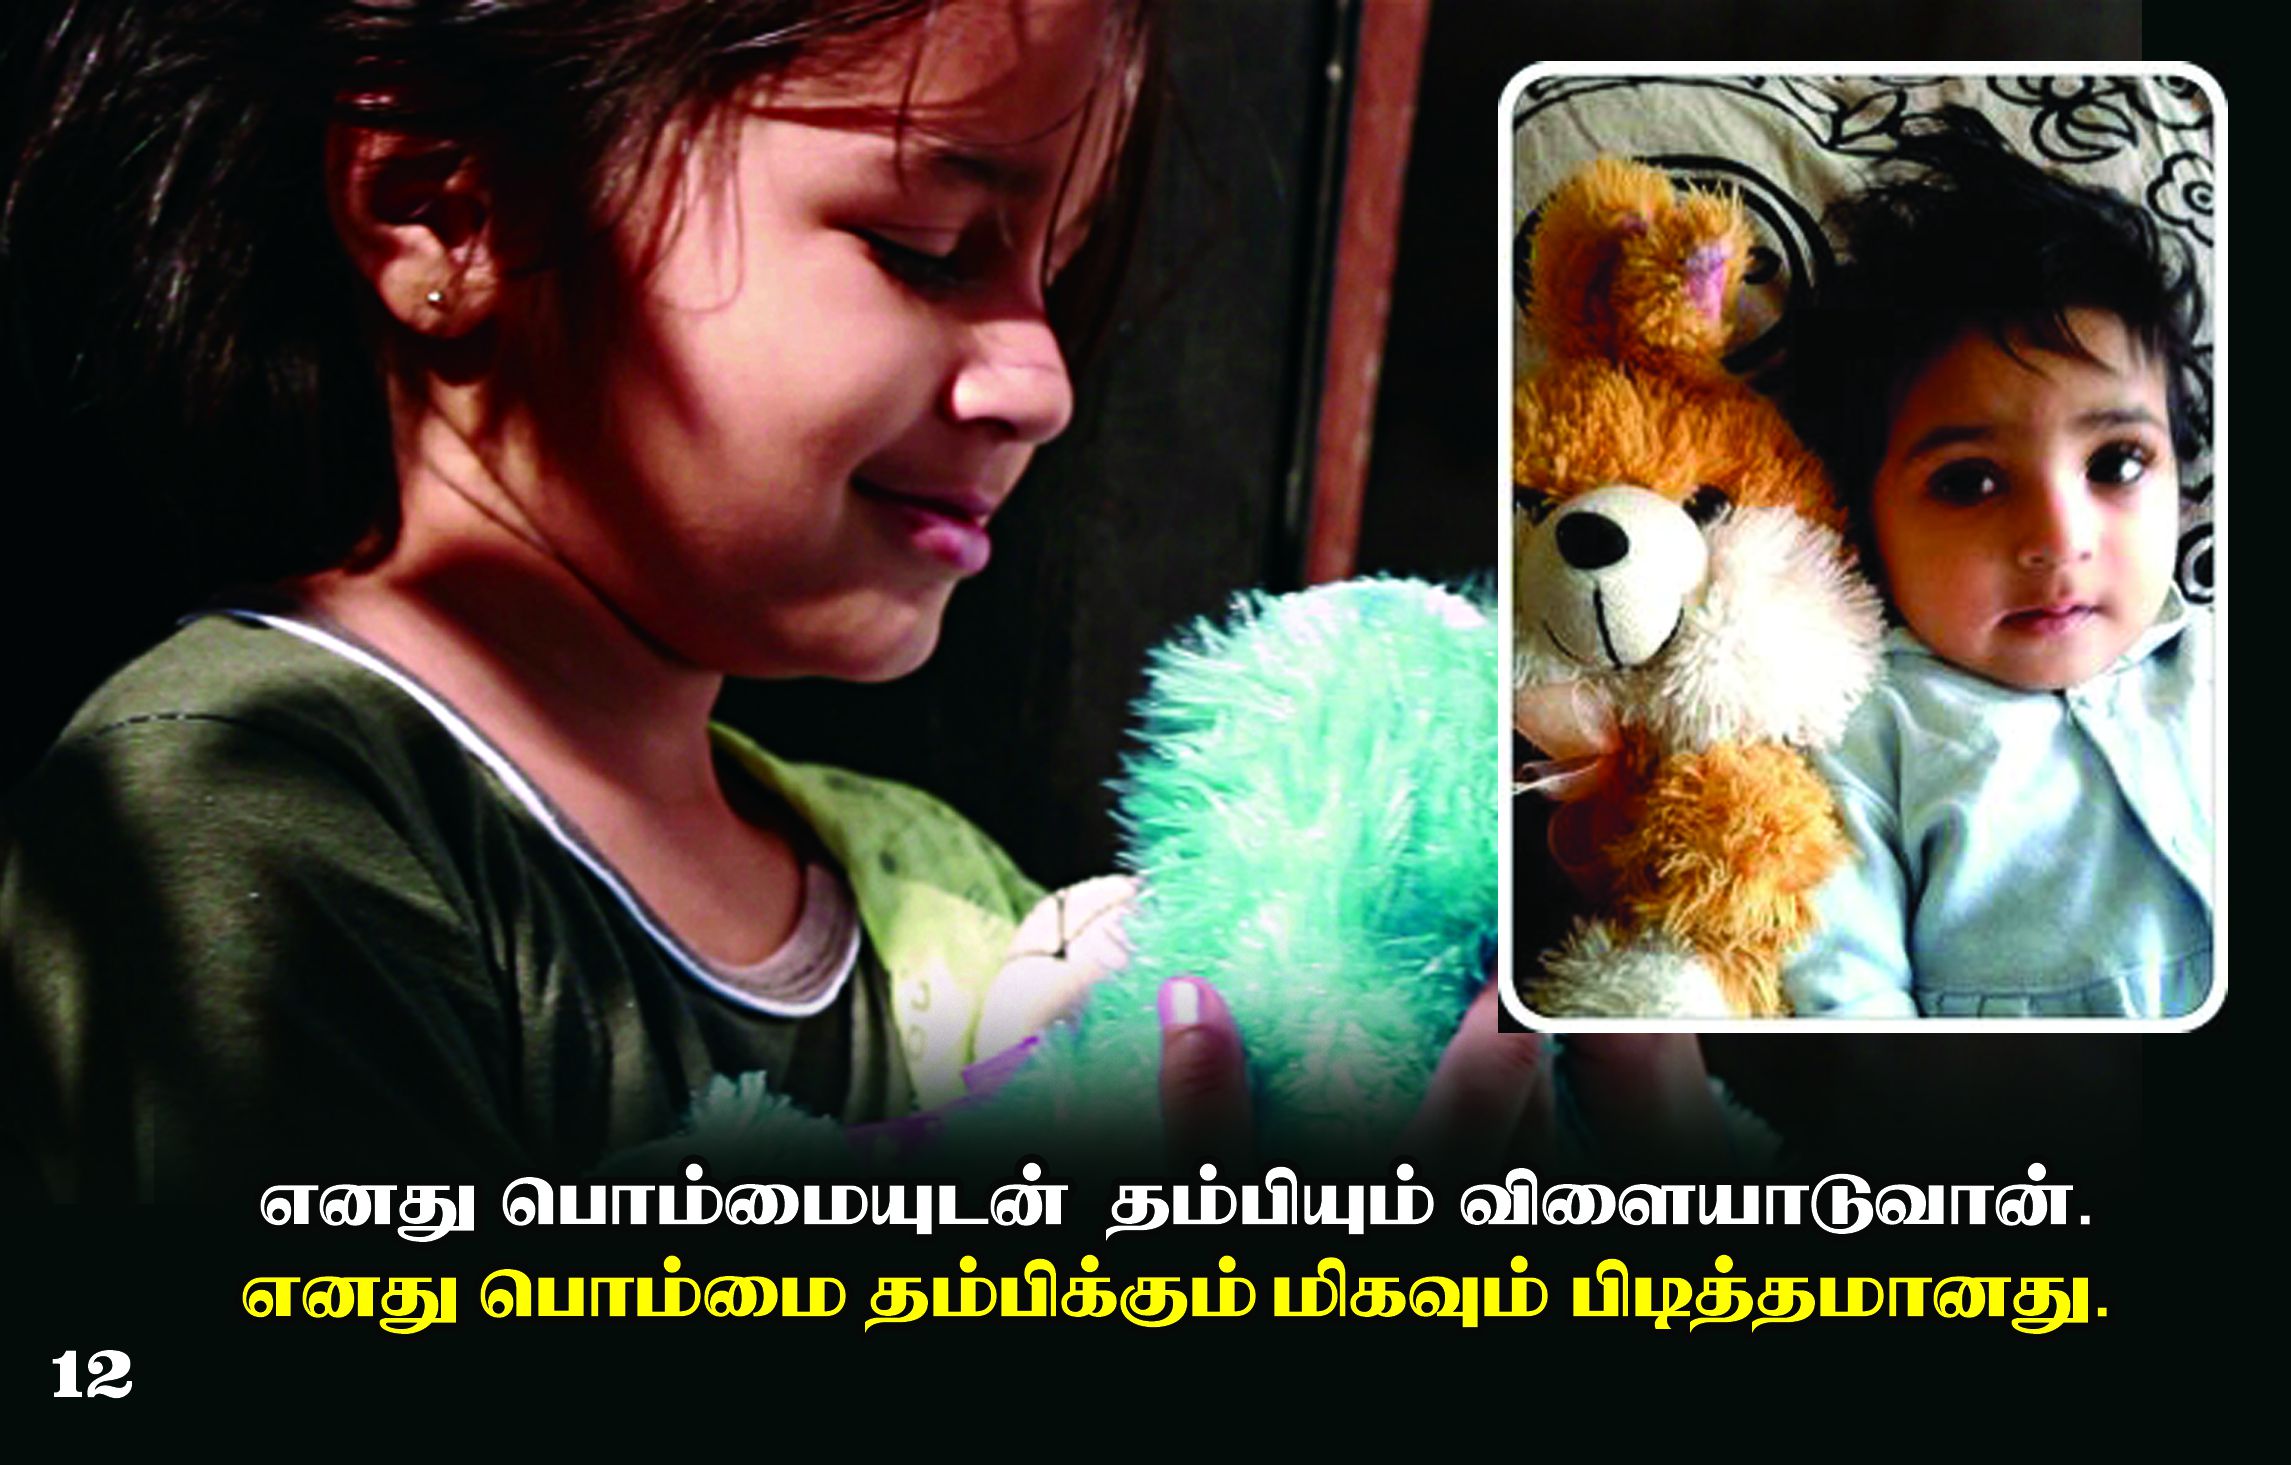 எனது பொம்மையுடன் தம்பியும் விளையாடுவான்.
எனது பொம்மை தம்பிக்கும் மிகவும் பிடித்தமானது.
12